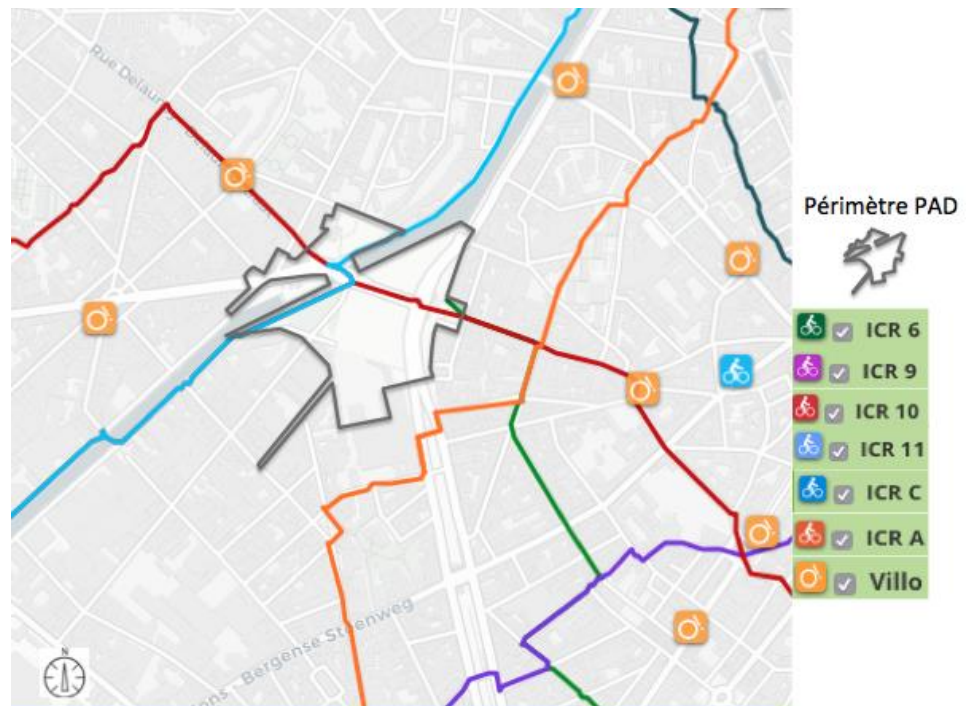 Rue Delaunoy
Périmètre PAD
ICR 6
ICR 9
ICR 10
ICR 11
ICR C
ICR A
Villo
Bergense Steenweg
N